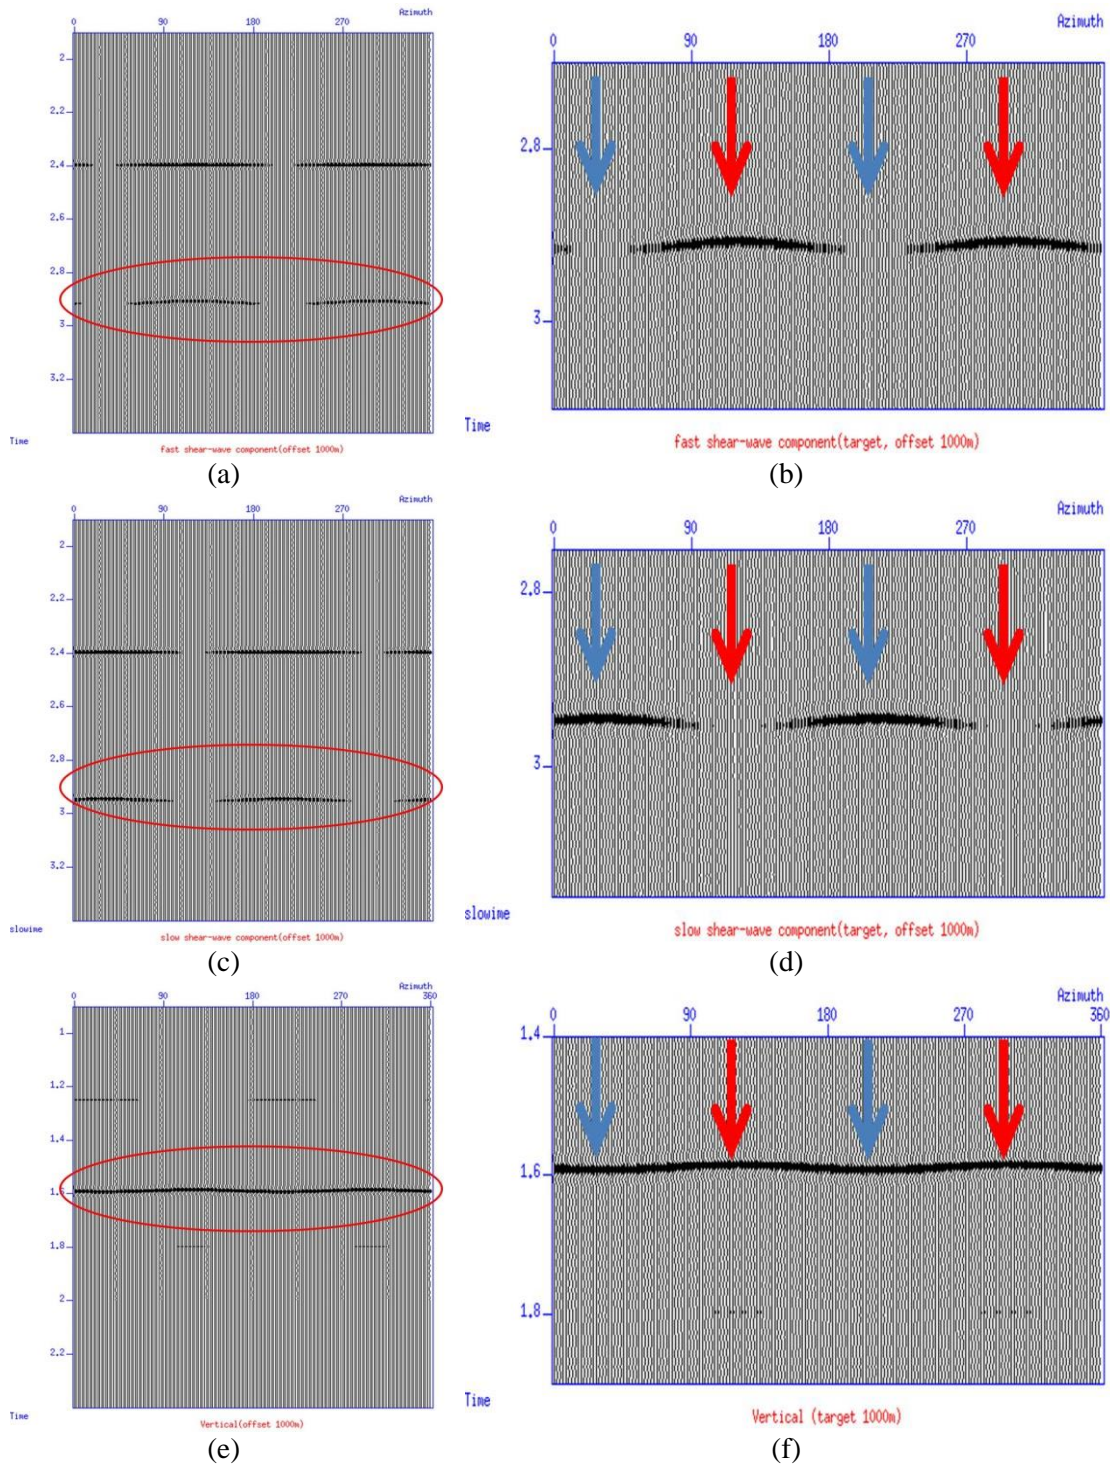 Azimuth
0 90 180 270
2
2.2
2.4
2.6
2.8
3
3.2
Time
fast shear-wave component(offset 1000m)
(a)
Azimuth
0 90 180 270
2.8
3
Time
fast shear-wave component(target, offset 1000m)
(b)
Azimuth
0 90 180 270
2
2.2
2.4
2.6
2.8
3
3.2
slowime
slow shear-wave component(offset 1000m)
(c)
Azimuth
0 90 180 270
2.8
3
slowime
slow shear-wave component(target, offset 1000m)
(d)
Azimuth
0 90 180 270 360
1
1.2
1.4
1.6
1.8
2
2.2
Time
Vertical(offset 1000m)
(e)
Azimuth
0 90 180 270 360
1.4
1.6
1.8
Time
Vertical (target 1000m)
(f)